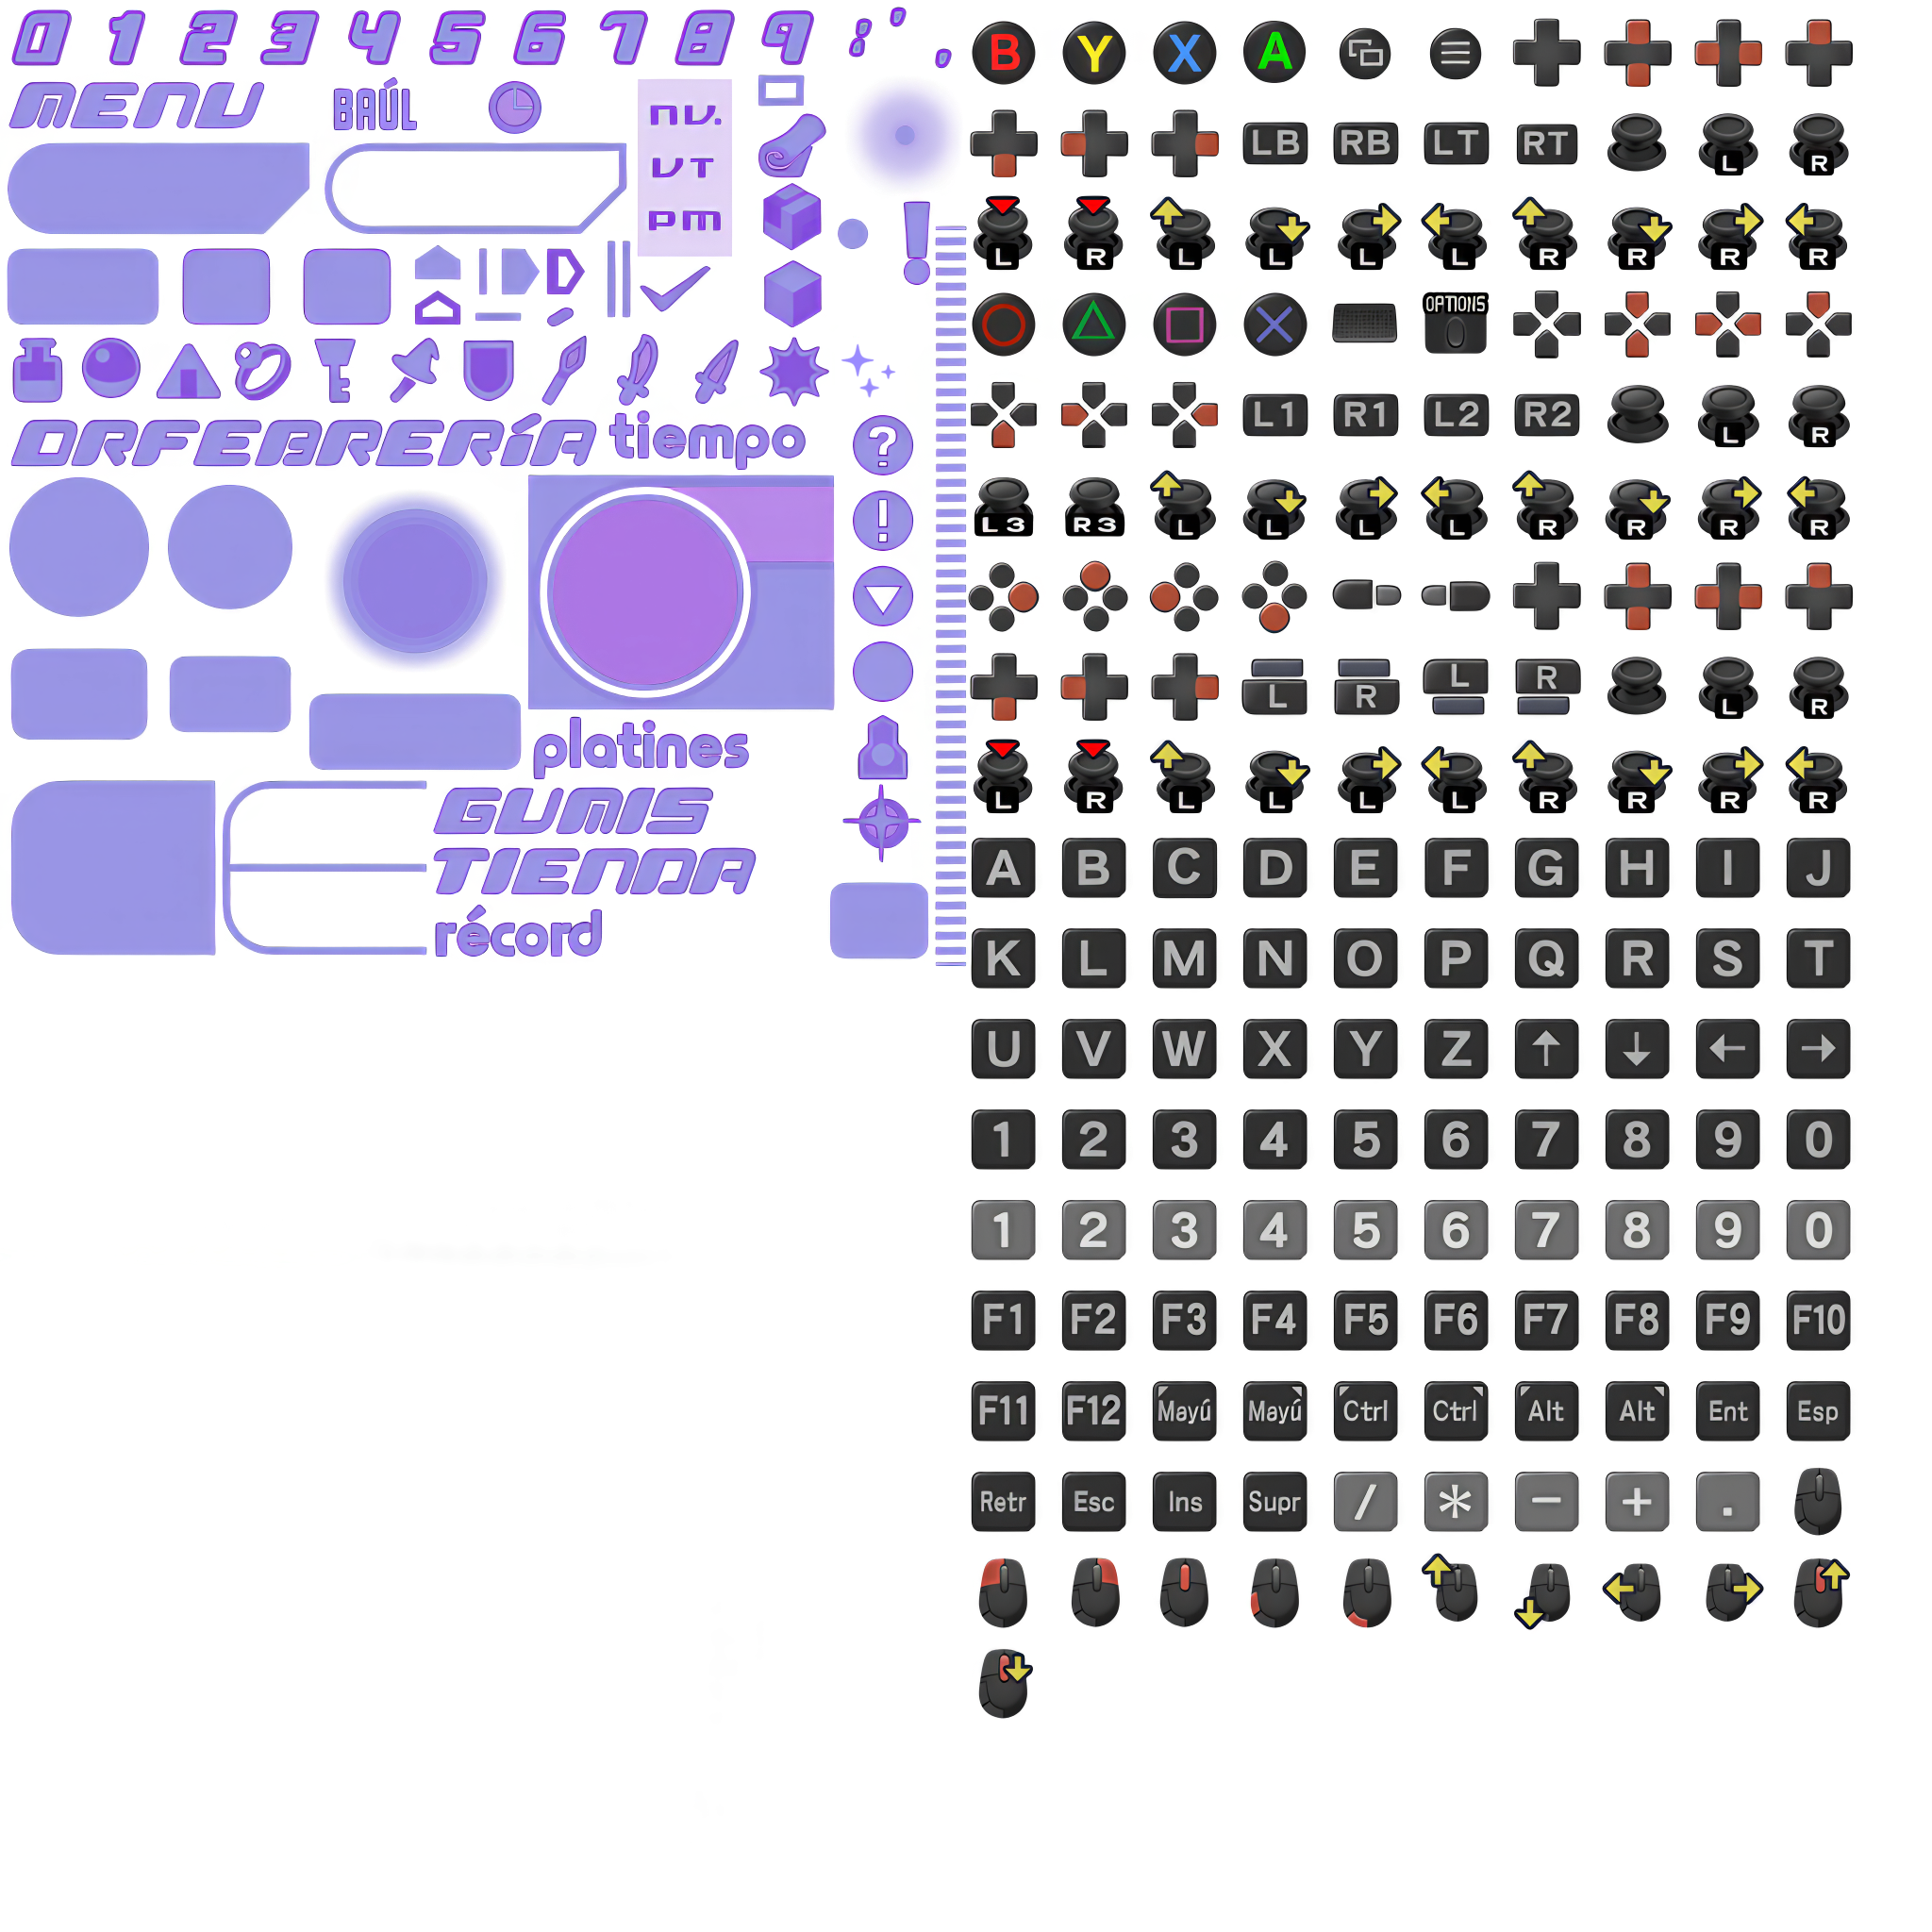 0 1 2 3 4 5 6 7 8 9 : ' ,
MENU
BAÚL
NV.
VT
PM
!
ORFEBRERÍA
tiempo
?
!
platines
GUMIS
TIENDA
récord
B Y X A
LB RB LT RT L R
L R L L L L R R R R
OPTIONS
L1 R1 L2 R2 L R
L3 R3 L L L L R R R R
L R L R L R
L R L L L L R R R R
A B C D E F G H I J
K L M N O P Q R S T
U V W X Y Z ↑ ↓ ← →
1 2 3 4 5 6 7 8 9 0
1 2 3 4 5 6 7 8 9 0
F1 F2 F3 F4 F5 F6 F7 F8 F9 F10
F11 F12 Mayú Mayú Ctrl Ctrl Alt Alt Ent Esp
Retr Esc Ins Supr / * - + .